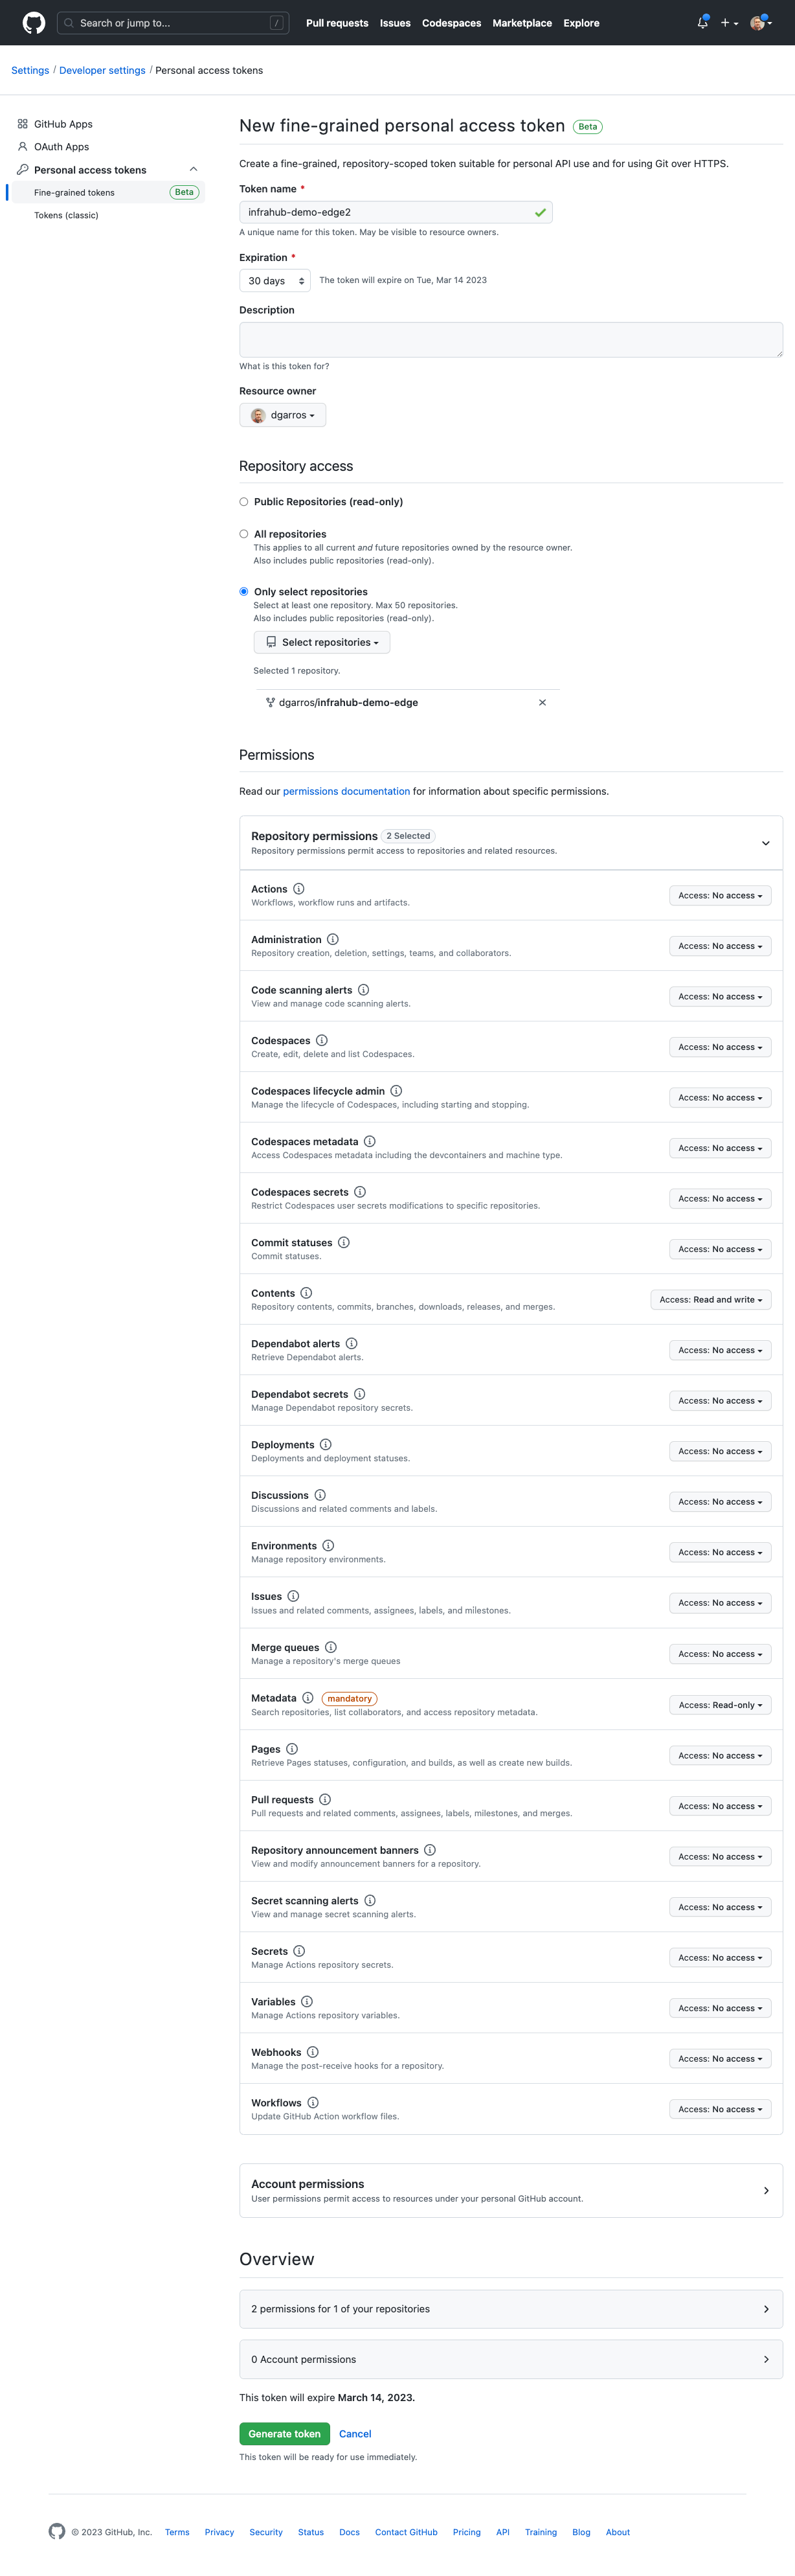 Search or jump to...
/
Pull requests Issues Codespaces Marketplace Explore
Settings / Developer settings / Personal access tokens
GitHub Apps
OAuth Apps
Personal access tokens
Fine-grained tokens Beta
Tokens (classic)
New fine-grained personal access token Beta
Create a fine-grained, repository-scoped token suitable for personal API use and for using Git over HTTPS.
Token name *
infrahub-demo-edge2
A unique name for this token. May be visible to resource owners.
Expiration *
30 days The token will expire on Tue, Mar 14 2023
Description
What is this token for?
Resource owner
dgarros
Repository access
Public Repositories (read-only)
All repositories
This applies to all current and future repositories owned by the resource owner.
Also includes public repositories (read-only).
Only select repositories
Select at least one repository. Max 50 repositories.
Also includes public repositories (read-only).
Select repositories
Selected 1 repository.
dgarros/infrahub-demo-edge
Permissions
Read our permissions documentation for information about specific permissions.
Repository permissions 2 Selected
Repository permissions permit access to repositories and related resources.
Actions
Workflows, workflow runs and artifacts.
Access: No access
Administration
Repository creation, deletion, settings, teams, and collaborators.
Access: No access
Code scanning alerts
View and manage code scanning alerts.
Access: No access
Codespaces
Create, edit, delete and list Codespaces.
Access: No access
Codespaces lifecycle admin
Manage the lifecycle of Codespaces, including starting and stopping.
Access: No access
Codespaces metadata
Access Codespaces metadata including the devcontainers and machine type.
Access: No access
Codespaces secrets
Restrict Codespaces user secrets modifications to specific repositories.
Access: No access
Commit statuses
Commit statuses.
Access: No access
Contents
Repository contents, commits, branches, downloads, releases, and merges.
Access: Read and write
Dependabot alerts
Retrieve Dependabot alerts.
Access: No access
Dependabot secrets
Manage Dependabot repository secrets.
Access: No access
Deployments
Deployments and deployment statuses.
Access: No access
Discussions
Discussions and related comments and labels.
Access: No access
Environments
Manage repository environments.
Access: No access
Issues
Issues and related comments, assignees, labels, and milestones.
Access: No access
Merge queues
Manage a repository's merge queues
Access: No access
Metadata mandatory
Search repositories, list collaborators, and access repository metadata.
Access: Read-only
Pages
Retrieve Pages statuses, configuration, and builds, as well as create new builds.
Access: No access
Pull requests
Pull requests and related comments, assignees, labels, milestones, and merges.
Access: No access
Repository announcement banners
View and modify announcement banners for a repository.
Access: No access
Secret scanning alerts
View and manage secret scanning alerts.
Access: No access
Secrets
Manage Actions repository secrets.
Access: No access
Variables
Manage Actions repository variables.
Access: No access
Webhooks
Manage the post-receive hooks for a repository.
Access: No access
Workflows
Update GitHub Action workflow files.
Access: No access
Account permissions
User permissions permit access to resources under your personal GitHub account.
Overview
2 permissions for 1 of your repositories
0 Account permissions
This token will expire March 14, 2023.
Generate token Cancel
This token will be ready for use immediately.
© 2023 GitHub, Inc. Terms Privacy Security Status Docs Contact GitHub Pricing API Training Blog About